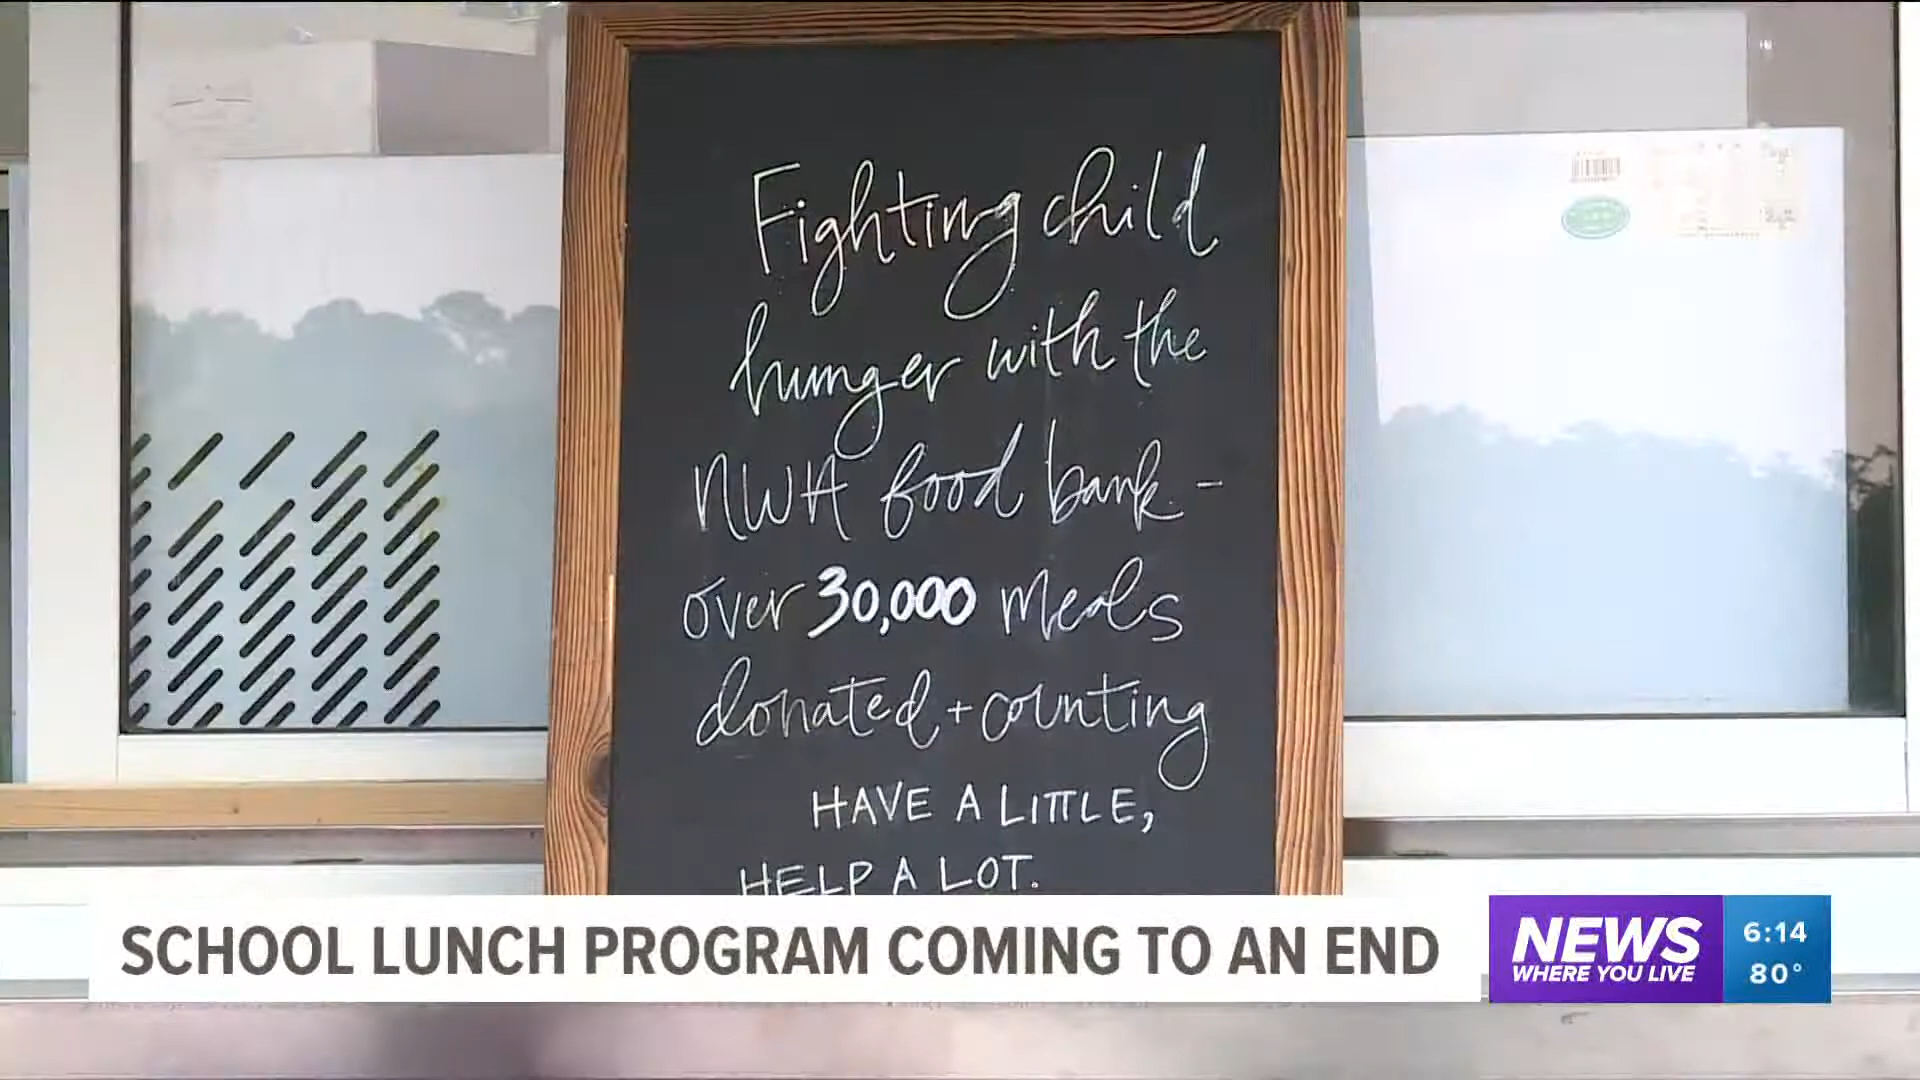 Fighting child
hunger with the
NWA food bank -
over 30,000 meals
donated + counting
HAVE A LITTLE,
HELP A LOT.
SCHOOL LUNCH PROGRAM COMING TO AN END
NEWS
WHERE YOU LIVE
6:14
80°